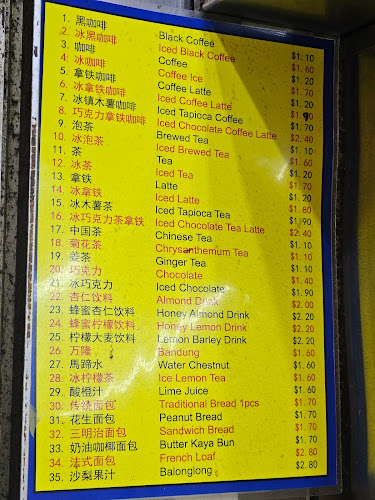 1. 黑咖啡 Black Coffee $1.10
2. 冰黑咖啡 Iced Black Coffee $1.60
3. 咖啡 Coffee $1.20
4. 冰咖啡 Coffee Ice $1.70
5. 拿铁咖啡 Coffee Latte $1.20
6. 冰拿铁咖啡 Iced Coffee Latte
7. 冰镇木薯咖啡 Iced Tapioca Coffee $1.70
8. 巧克力拿铁咖啡 Iced Chocolate Coffee Latte $2.40
9. 泡茶 Brewed Tea $1.10
10. 冰泡茶 Iced Brewed Tea $1.60
11. 茶 Tea $1.20
12. 冰茶 Iced Tea $1.70
13. 拿铁 Latte $1.20
14. 冰拿铁 Iced Latte $1.80
15. 冰木薯茶 Iced Tapioca Tea $1.90
16. 冰巧克力茶拿铁 Iced Chocolate Tea Latte $2.40
17. 中国茶 Chinese Tea $1.10
18. 菊花茶 Chrysanthemum Tea $1.10
19. 姜茶 Ginger Tea $1.10
20. 巧克力 Chocolate $1.40
21. 冰巧克力 Iced Chocolate $1.90
22. 杏仁饮料 Almond Drink $2.00
23. 蜂蜜杏仁饮料 Honey Almond Drink $2.20
24. 蜂蜜柠檬饮料 Honey Lemon Drink $2.20
25. 柠檬大麦饮料 Lemon Barley Drink $2.20
26. 万隆 Bandung $1.60
27. 馬蹄水 Water Chestnut $1.60
28. 冰柠檬茶 Ice Lemon Tea $1.60
29. 酸橙汁 Lime Juice $1.60
30. 传统面包 Traditional Bread 1pcs $1.70
31. 花生面包 Peanut Bread $1.70
32. 三明治面包 Sandwich Bread $1.70
33. 奶油咖椰面包 Butter Kaya Bun $1.70
34. 法式面包 French Loaf $2.80
35. 沙梨果汁 Balonglong $2.80